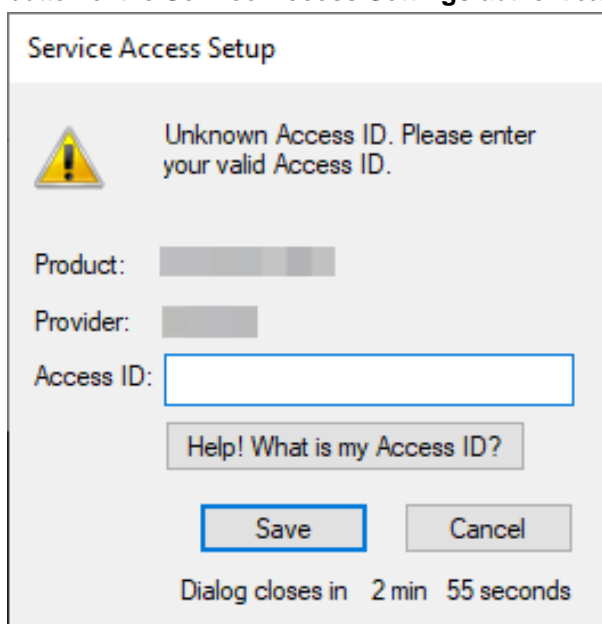 Service Access Setup
Unknown Access ID. Please enter
your valid Access ID.
Product:
Provider:
Access ID:
Help! What is my Access ID?
Save Cancel
Dialog closes in 2 min 55 seconds